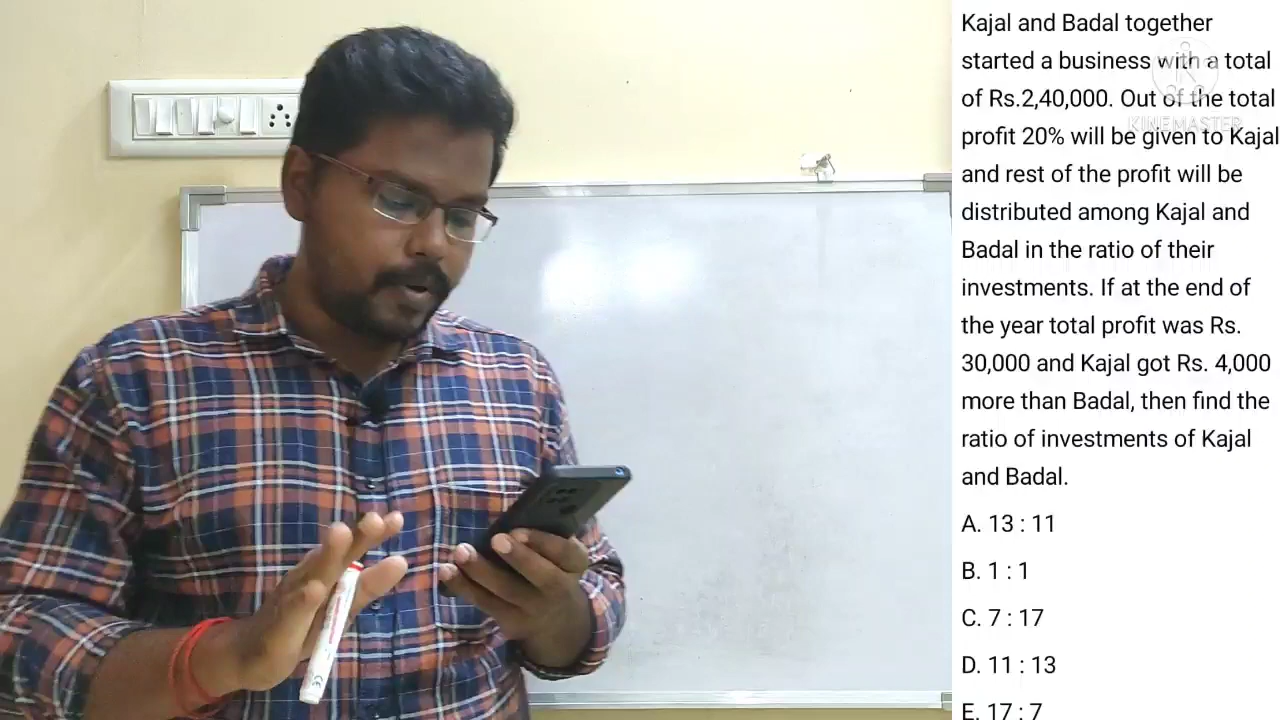 Kajal and Badal together
started a business with a total
of Rs.2,40,000. Out of the total
profit 20% will be given to Kajal
and rest of the profit will be
distributed among Kajal and
Badal in the ratio of their
investments. If at the end of
the year total profit was Rs.
30,000 and Kajal got Rs. 4,000
more than Badal, then find the
ratio of investments of Kajal
and Badal.
A. 13 : 11
B. 1 : 1
C. 7 : 17
D. 11 : 13
E. 17 : 7
KINEMASTER